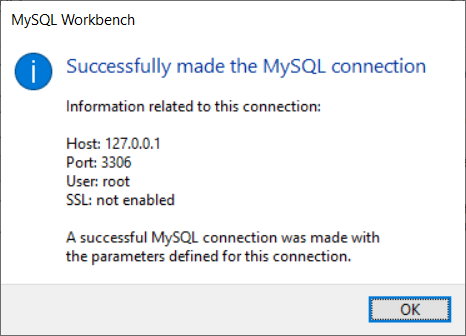 MySQL Workbench
Successfully made the MySQL connection
Information related to this connection:
Host: 127.0.0.1
Port: 3306
User: root
SSL: not enabled
A successful MySQL connection was made with
the parameters defined for this connection.
OK